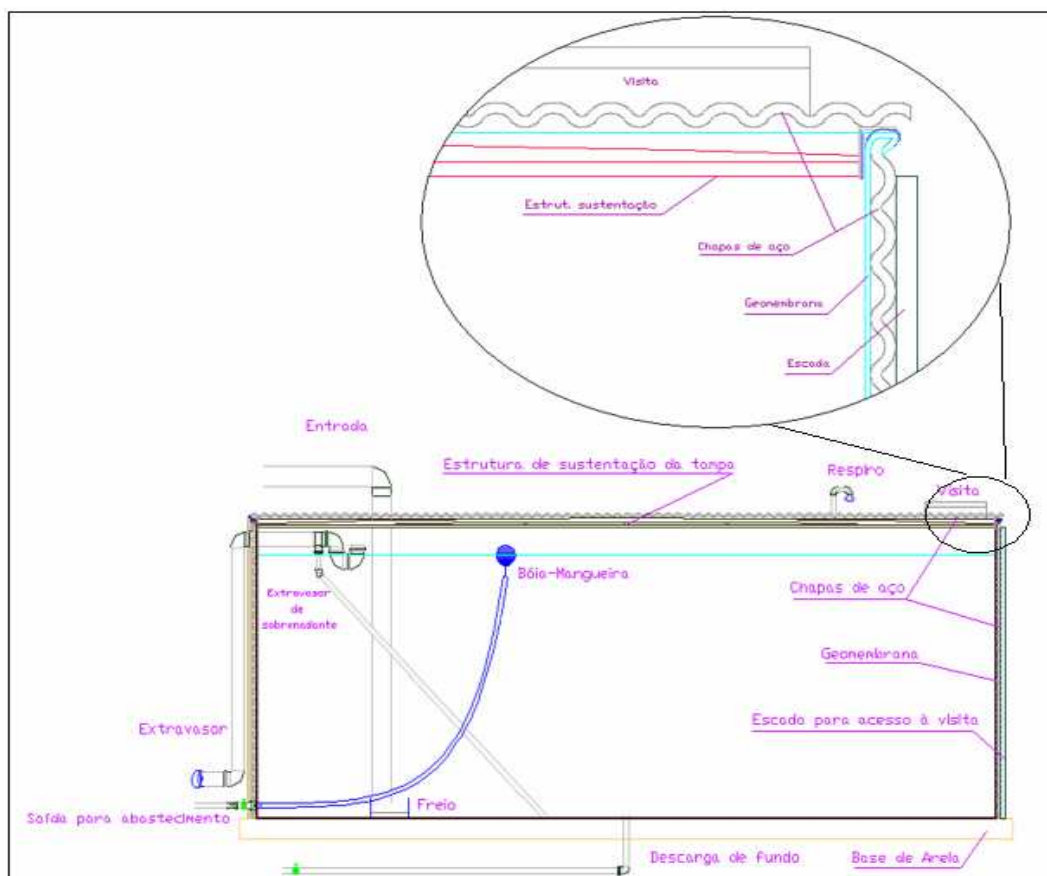 Visita
Estrut. sustentação
Chapas de aço
Geomembrana
Escada
Entrada
Estrutura de sustentação da tampa
Respiro
Visita
Bóia-Mangueira
Extravasor
de
sobrenadante
Chapas de aço
Geomembrana
Escada para acesso à visita
Extravasor
Freio
Saída para abastecimento
Descarga de fundo
Base de Areia